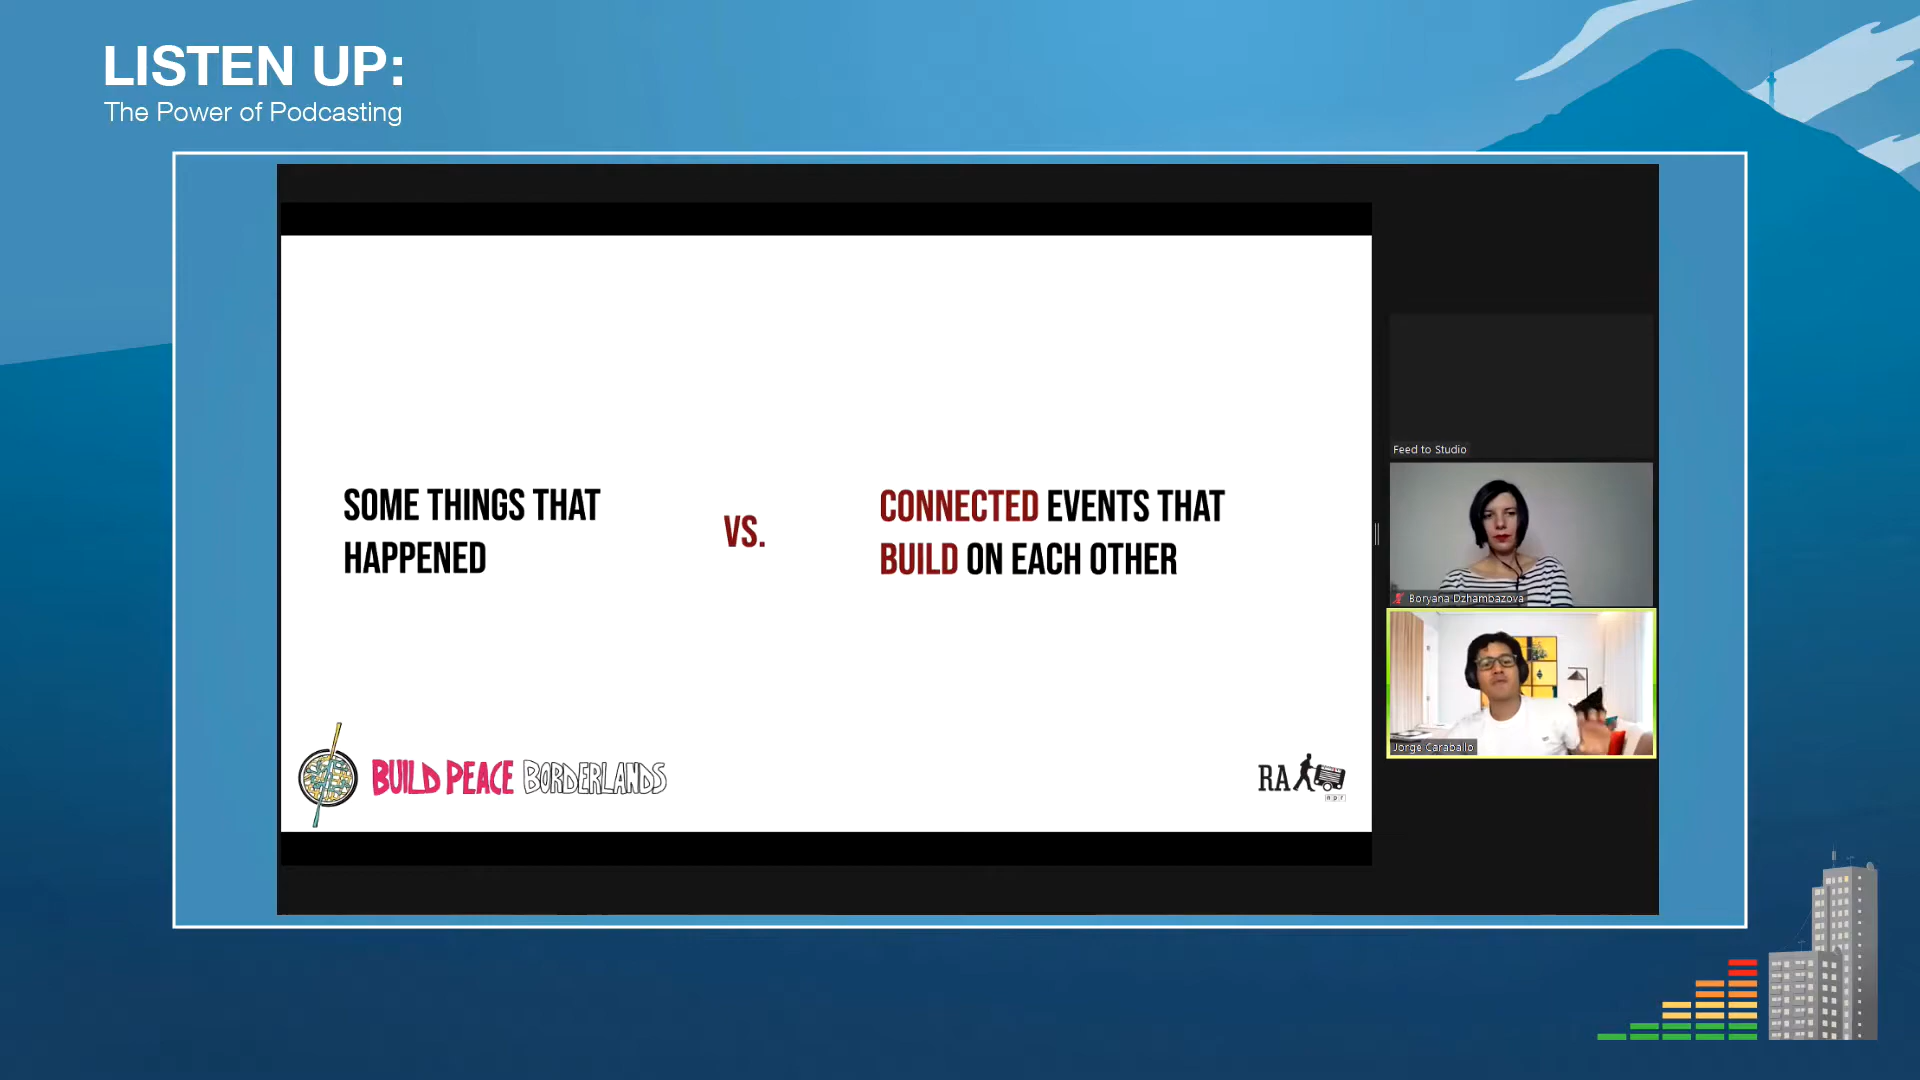 LISTEN UP:
The Power of Podcasting
SOME THINGS THAT
HAPPENED
VS.
CONNECTED EVENTS THAT
BUILD ON EACH OTHER
BUILD PEACE BORDERLANDS
RA
npr
Feed to Studio
Boryana Dzhambazova
Jorge Caraballo